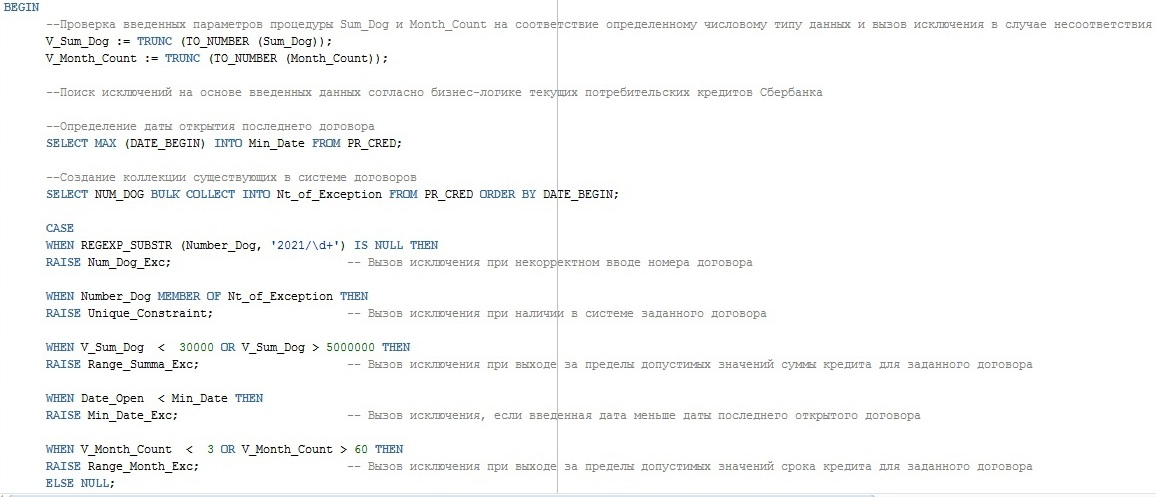 BEGIN
--Проверка введенных параметров процедуры Sum_Dog и Month_Count на соответствие определенному числовому типу данных и вызов исключения в случае несоответствия
V_Sum_Dog := TRUNC (TO_NUMBER (Sum_Dog));
V_Month_Count := TRUNC (TO_NUMBER (Month_Count));
--Поиск исключений на основе введенных данных согласно бизнес-логике текущих потребительских кредитов Сбербанка
--Определение даты открытия последнего договора
SELECT MAX (DATE_BEGIN) INTO Min_Date FROM PR_CRED;
--Создание коллекции существующих в системе договоров
SELECT NUM_DOG BULK COLLECT INTO Nt_of_Exception FROM PR_CRED ORDER BY DATE_BEGIN;
CASE
WHEN REGEXP_SUBSTR (Number_Dog, '2021/\d+') IS NULL THEN
RAISE Num_Dog_Exc; -- Вызов исключения при некорректном вводе номера договора
WHEN Number_Dog MEMBER OF Nt_of_Exception THEN
RAISE Unique_Constraint; -- Вызов исключения при наличии в системе заданного договора
WHEN V_Sum_Dog < 30000 OR V_Sum_Dog > 5000000 THEN
RAISE Range_Summa_Exc; -- Вызов исключения при выходе за пределы допустимых значений суммы кредита для заданного договора
WHEN Date_Open < Min_Date THEN
RAISE Min_Date_Exc; -- Вызов исключения, если введенная дата меньше даты последнего открытого договора
WHEN V_Month_Count < 3 OR V_Month_Count > 60 THEN
RAISE Range_Month_Exc; -- Вызов исключения при выходе за пределы допустимых значений срока кредита для заданного договора
ELSE NULL;